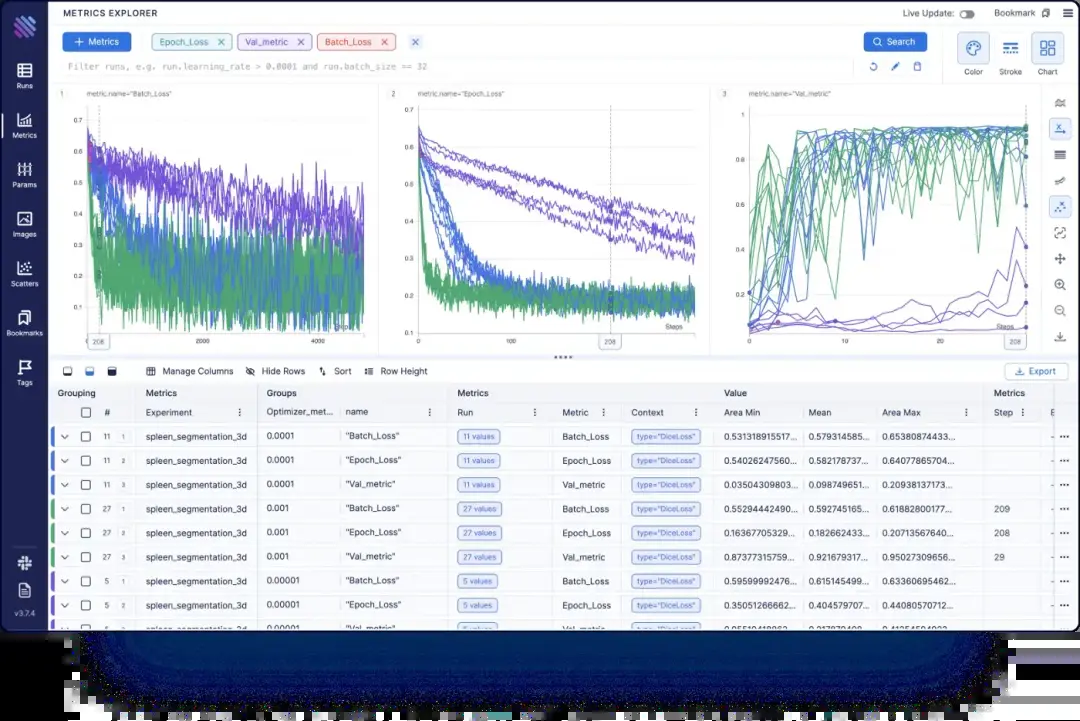 METRICS EXPLORER
Live Update:
Bookmark
+ Metrics
Epoch_Loss ×
Val_metric ×
Batch_Loss ×
×
Search
Filter runs, e.g. run.learning_rate > 0.0001 and run.batch_size == 32
Color
Stroke
Chart
Runs
Metrics
Params
Images
Scatters
Bookmarks
Tags
v3.7.4
1 metric.name="Batch_Loss"
0.7
0.6
0.5
0.4
0.3
0.2
0.1
208
2000
4000
2 metric.name="Epoch_Loss"
0.7
0.6
0.5
0.4
0.3
0.2
0.1
0
100
208
Steps
3 metric.name="Val_metric"
1
0.8
0.6
0.4
0.2
0
10
20
208
Steps
Manage Columns
Hide Rows
Sort
Row Height
Export
Grouping Metrics Groups Metrics Value Metrics
# Experiment Optimizer_met... name Run Metric Context Area Min Mean Area Max Step
11 1 spleen_segmentation_3d 0.0001 "Batch_Loss" 11 values Batch_Loss type="DiceLoss" 0.531318915517... 0.579314585... 0.65380874433...
11 2 spleen_segmentation_3d 0.0001 "Epoch_Loss" 11 values Epoch_Loss type="DiceLoss" 0.54026247560... 0.582178737... 0.64077865704...
11 3 spleen_segmentation_3d 0.0001 "Val_metric" 11 values Val_metric type="DiceLoss" 0.03504309803... 0.098749651... 0.20938137173...
27 1 spleen_segmentation_3d 0.001 "Batch_Loss" 27 values Batch_Loss type="DiceLoss" 0.55294442490... 0.592745165... 0.61882800177... 209
27 2 spleen_segmentation_3d 0.001 "Epoch_Loss" 27 values Epoch_Loss type="DiceLoss" 0.16367705329... 0.182662433... 0.20713567640... 208
27 3 spleen_segmentation_3d 0.001 "Val_metric" 27 values Val_metric type="DiceLoss" 0.87377315759... 0.921679317... 0.95027309656... 29
5 1 spleen_segmentation_3d 0.00001 "Batch_Loss" 5 values Batch_Loss type="DiceLoss" 0.59599992476... 0.615145499... 0.63360695462...
5 2 spleen_segmentation_3d 0.00001 "Epoch_Loss" 5 values Epoch_Loss type="DiceLoss" 0.35051266662... 0.404579707... 0.44080570712...
spleen_segmentation_3d 0.00001 "Val_metric"